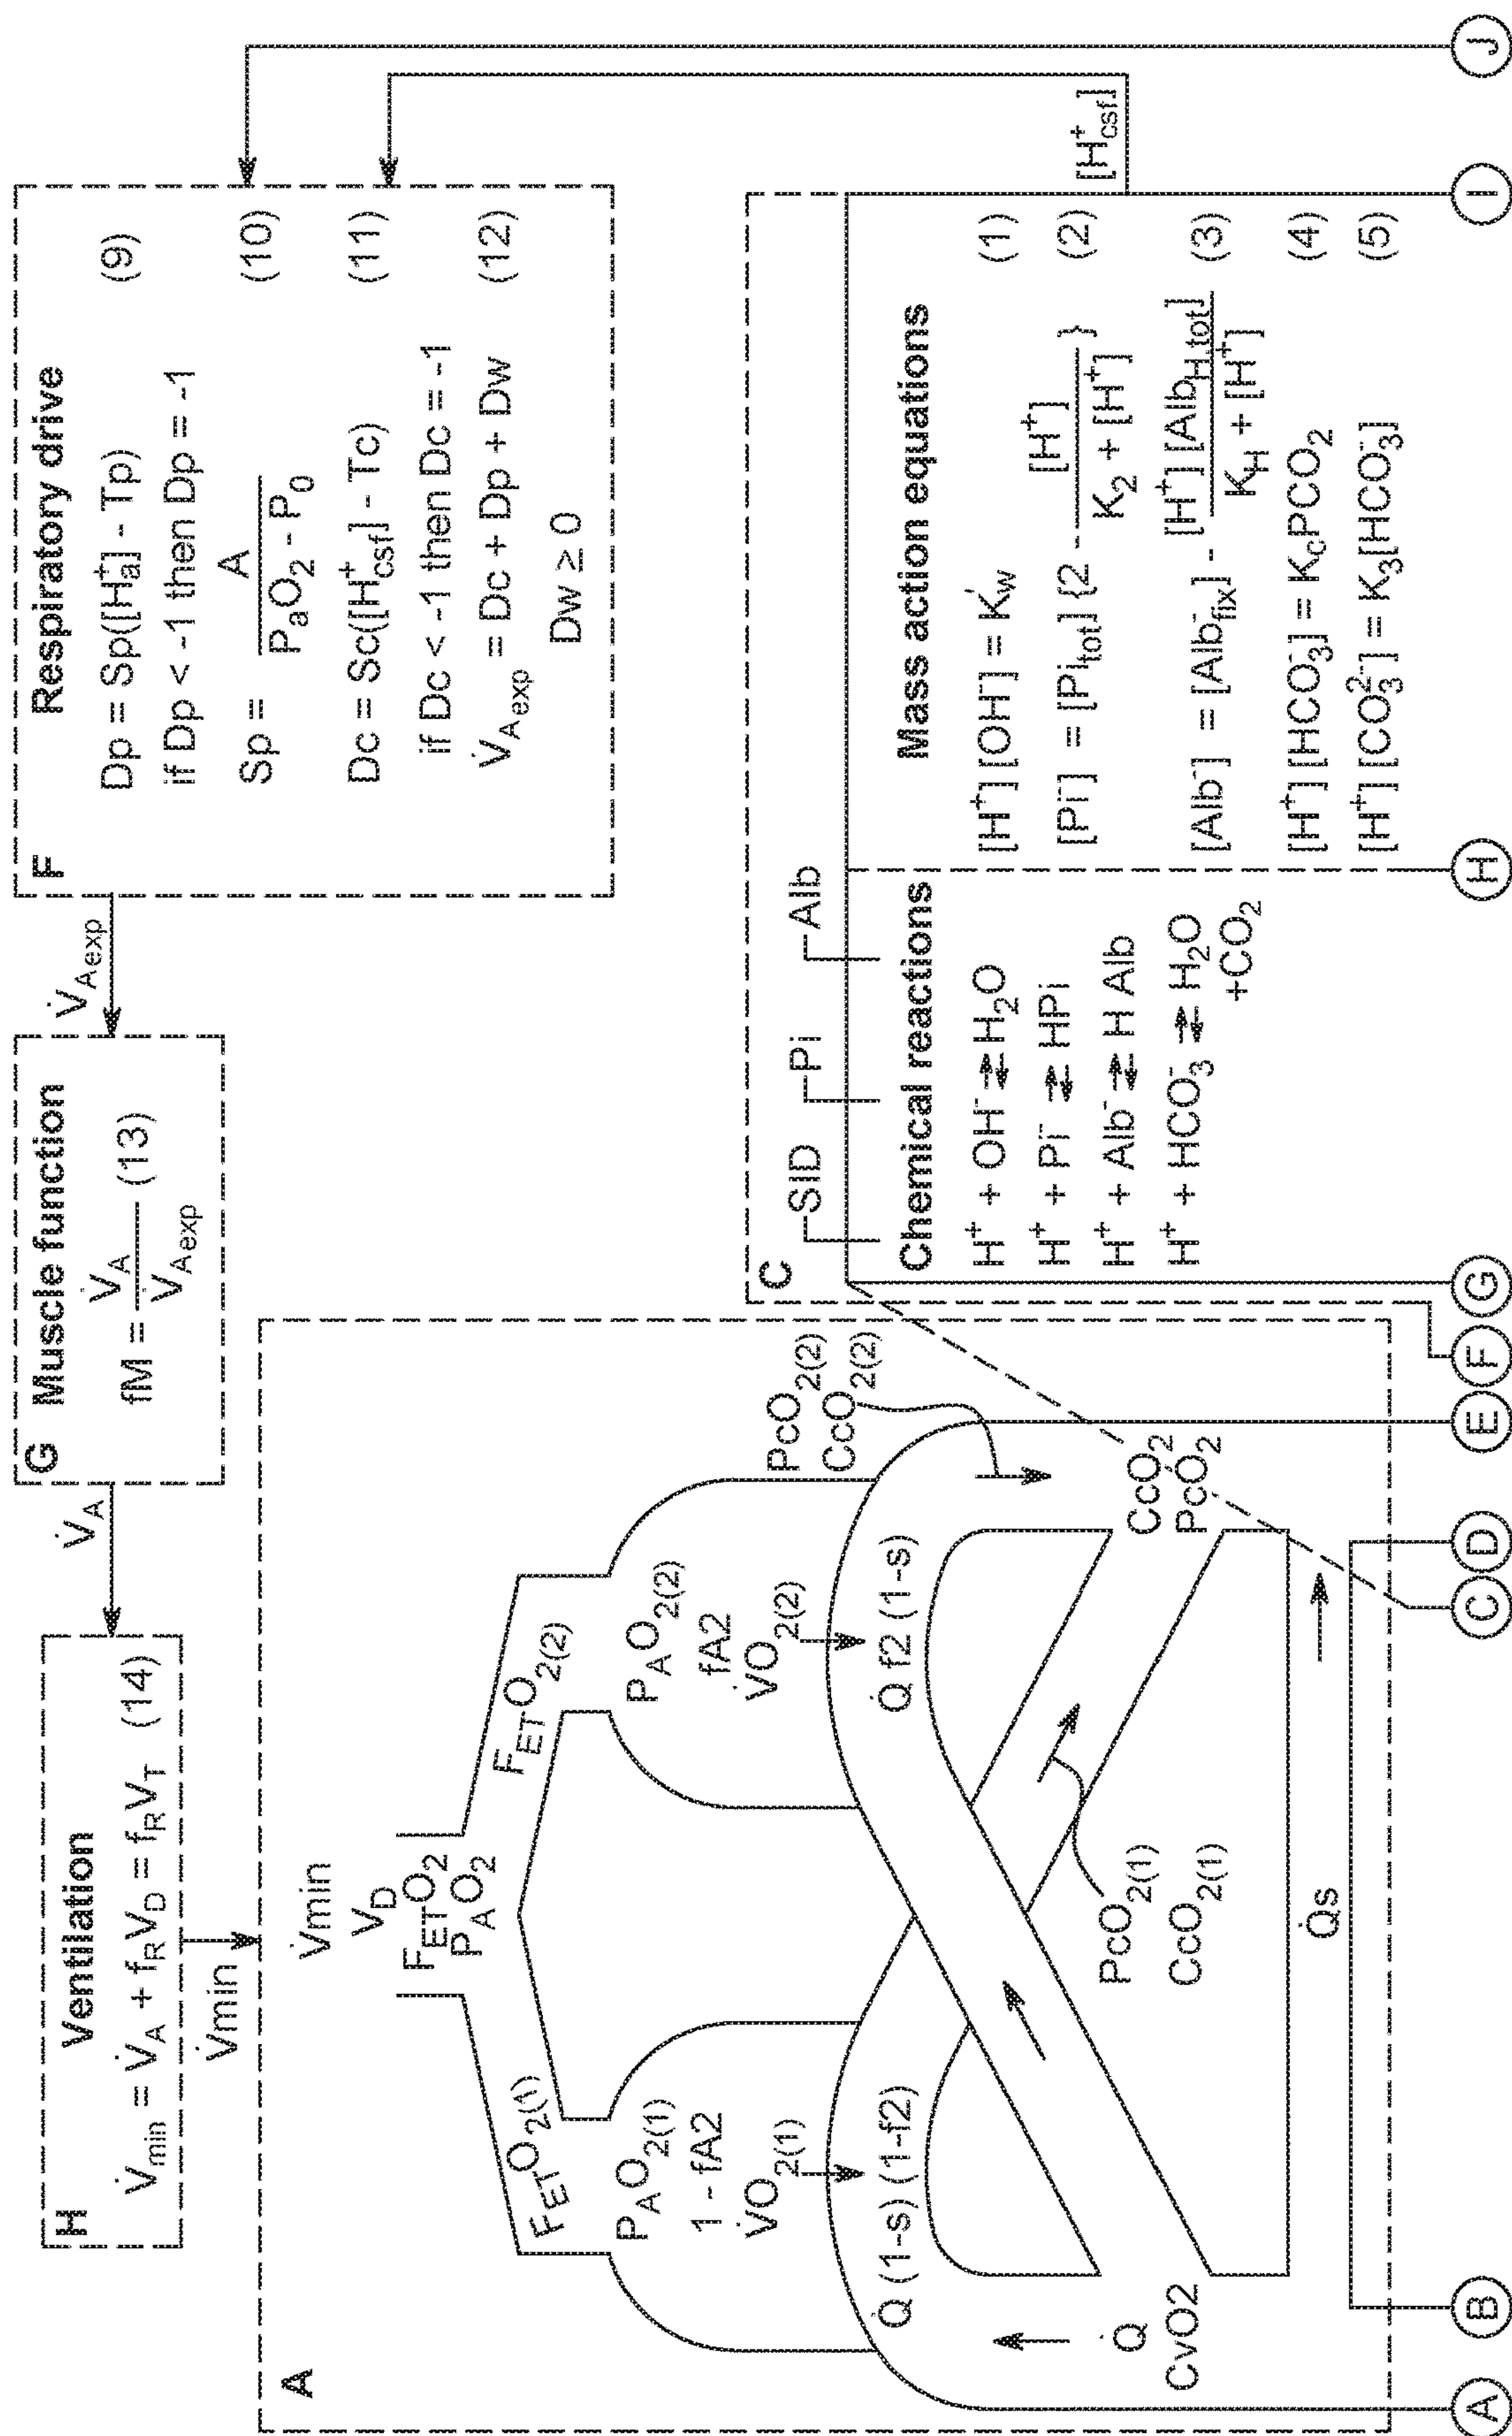 H
Ventilation
V̇min = V̇A + fRVD = fRVT (14)
V̇A
G
Muscle function
fM = V̇A / V̇Aexp (13)
V̇Aexp
F
Respiratory drive
Dp = Sp([H⁺a] - Tp) (9)
if Dp < -1 then Dp = -1
Sp = A / (PaO2 - P0) (10)
Dc = Sc([H⁺csf] - Tc) (11)
if Dc < -1 then Dc = -1
V̇Aexp = Dc + Dp + Dw (12)
Dw ≥ 0
V̇min
A
V̇min
VD
FETO2
PAO2
FETO2(1)
FETO2(2)
PAO2(1)
1 - fA2
V̇O2(1)
PAO2(2)
fA2
V̇O2(2)
PcO2(2)
CcO2(2)
Q̇ (1-s) (1-f2)
Q̇ f2 (1-s)
Q̇
CvO2
PcO2(1)
CcO2(1)
CcO2
PcO2
Q̇s
C
SID
Pi
Alb
Chemical reactions
H⁺ + OH⁻ ⇄ H2O
H⁺ + Pi⁻ ⇄ HPi
H⁺ + Alb⁻ ⇄ H Alb
H⁺ + HCO3⁻ ⇄ H2O
+CO2
Mass action equations
[H⁺] [OH⁻] = K'w (1)
[Pi⁻] = [Pitot] {2 - [H⁺] / (K2 + [H⁺]) } (2)
[Alb⁻] = [Alb⁻fix] - [H⁺] [AlbH,tot] / (KH + [H⁺]) (3)
[H⁺] [HCO3⁻] = KcPCO2 (4)
[H⁺] [CO3²⁻] = K3[HCO3⁻] (5)
[H⁺csf]
A
B
C
D
E
F
G
H
I
J